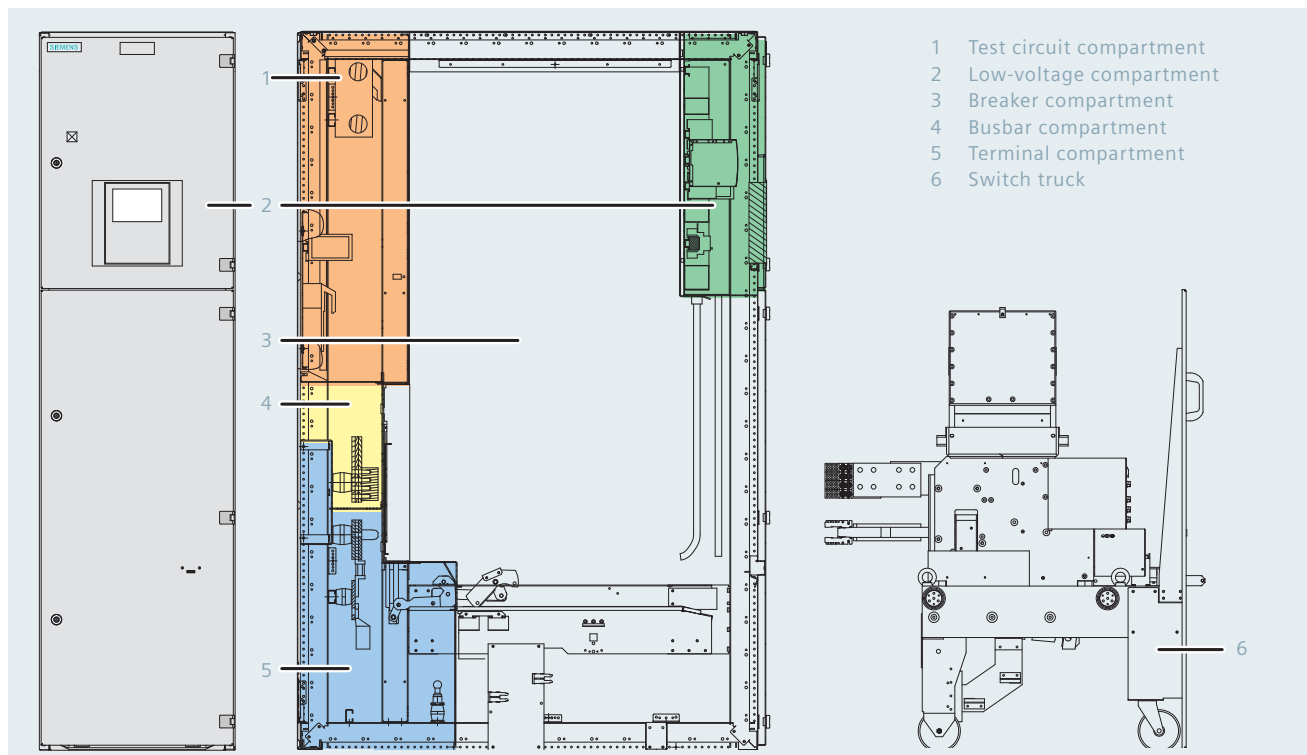 SIEMENS
1 Test circuit compartment
2 Low-voltage compartment
3 Breaker compartment
4 Busbar compartment
5 Terminal compartment
6 Switch truck
1
2
3
4
5
6